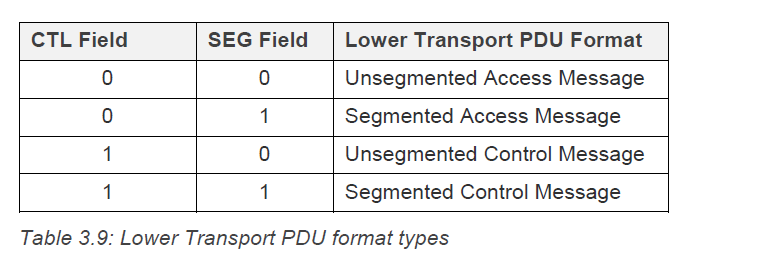 CTL Field SEG Field Lower Transport PDU Format
0 0 Unsegmented Access Message
0 1 Segmented Access Message
1 0 Unsegmented Control Message
1 1 Segmented Control Message
Table 3.9: Lower Transport PDU format types